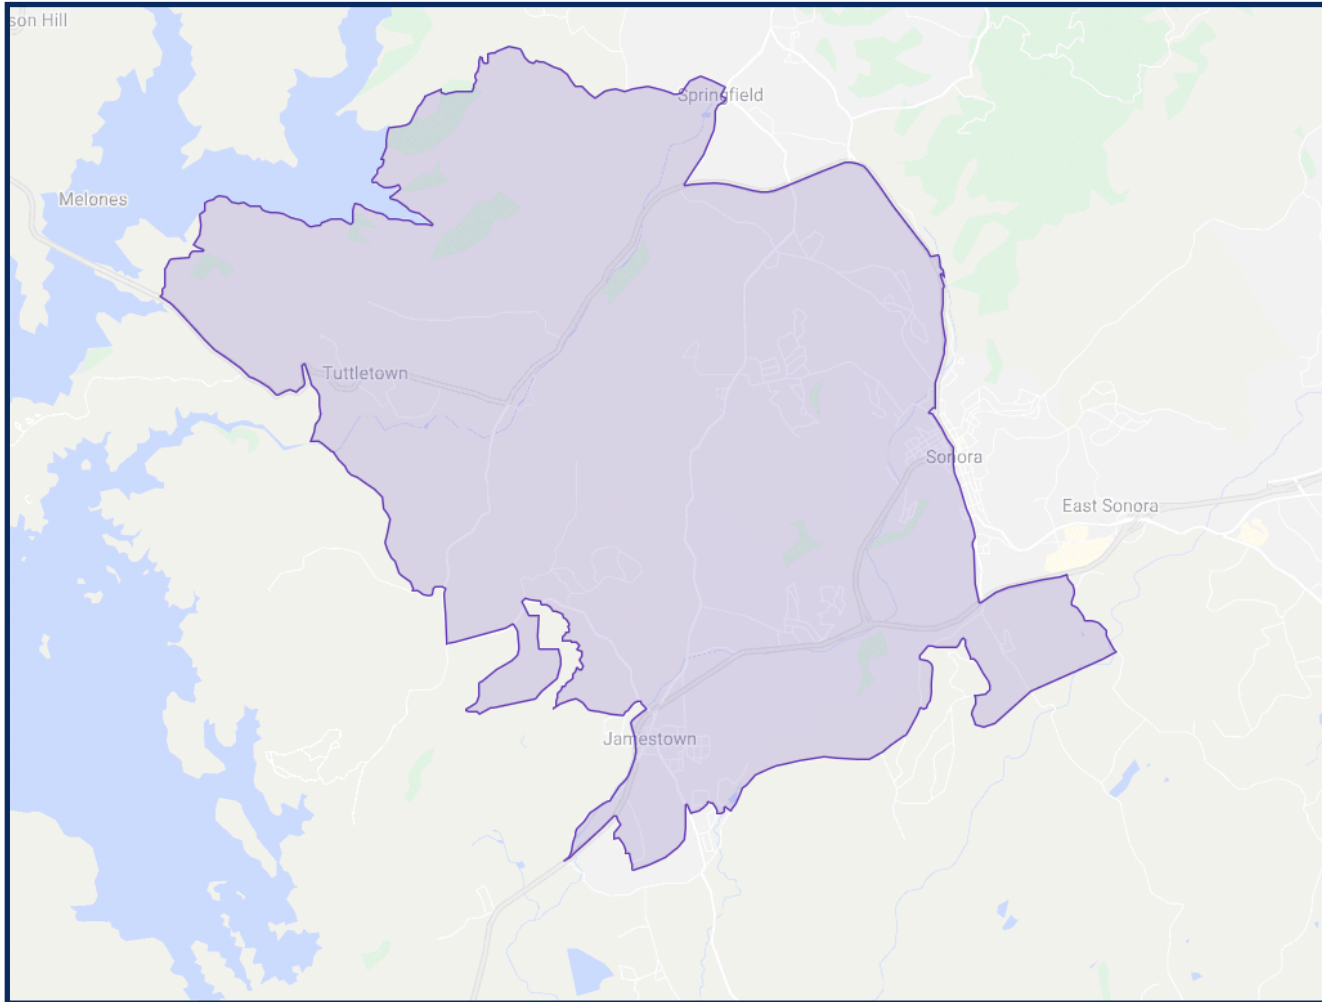 son Hill
Springfield
Melones
Tuttletown
Sonora
East Sonora
Jamestown